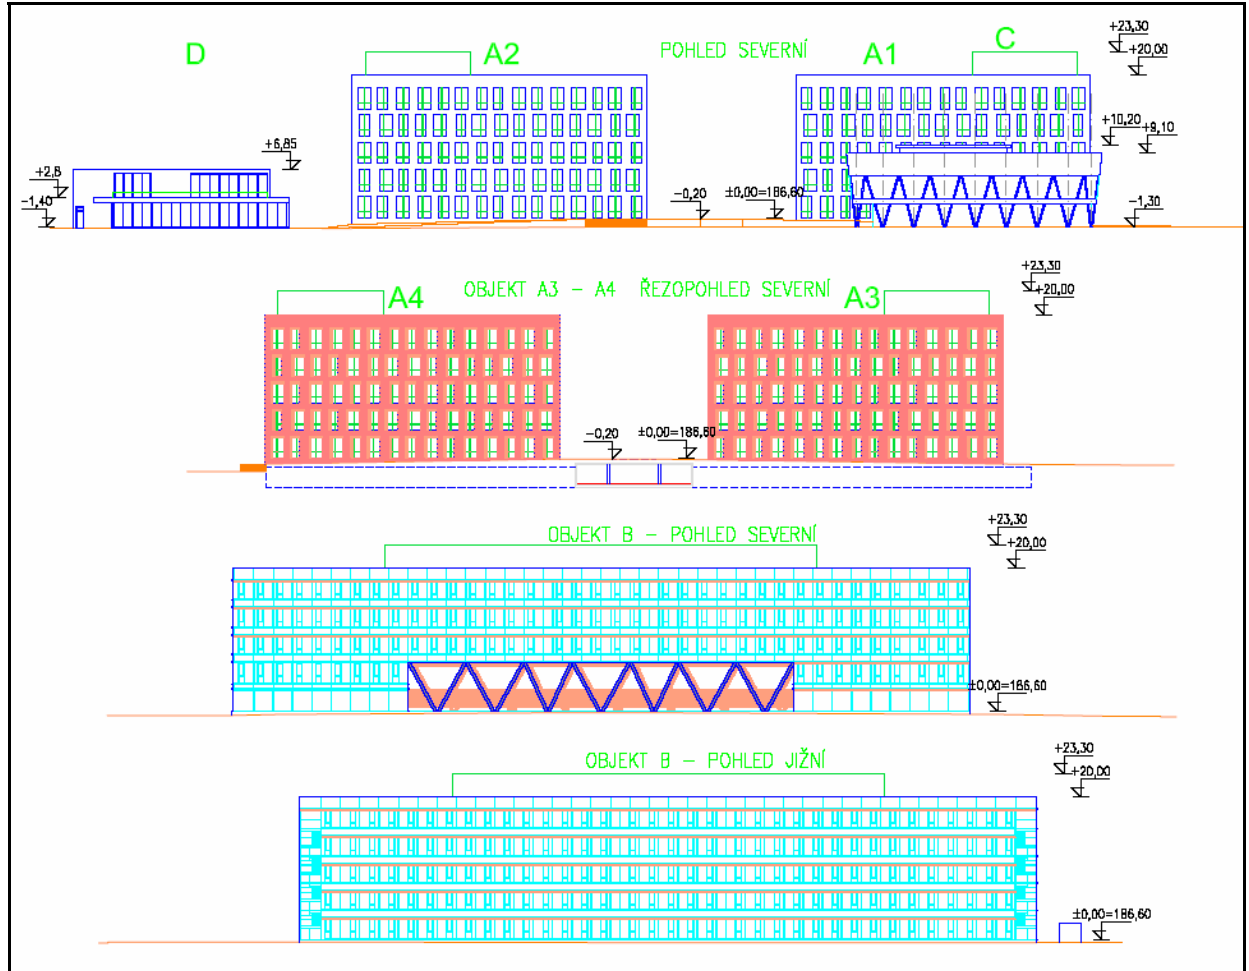 D
A2
POHLED SEVERNÍ
A1
C
+23,30
+20,00
+10,20
+9,10
+6,85
+2,8
-1,40
-0,20
±0,00=186,60
-1,30
OBJEKT A3 - A4 ŘEZOPOHLED SEVERNÍ
A4
A3
+23,30
+20,00
-0,20
±0,00=186,60
OBJEKT B - POHLED SEVERNÍ
+23,30
+20,00
±0,00=186,60
OBJEKT B - POHLED JIŽNÍ
+23,30
+20,00
±0,00=186,60